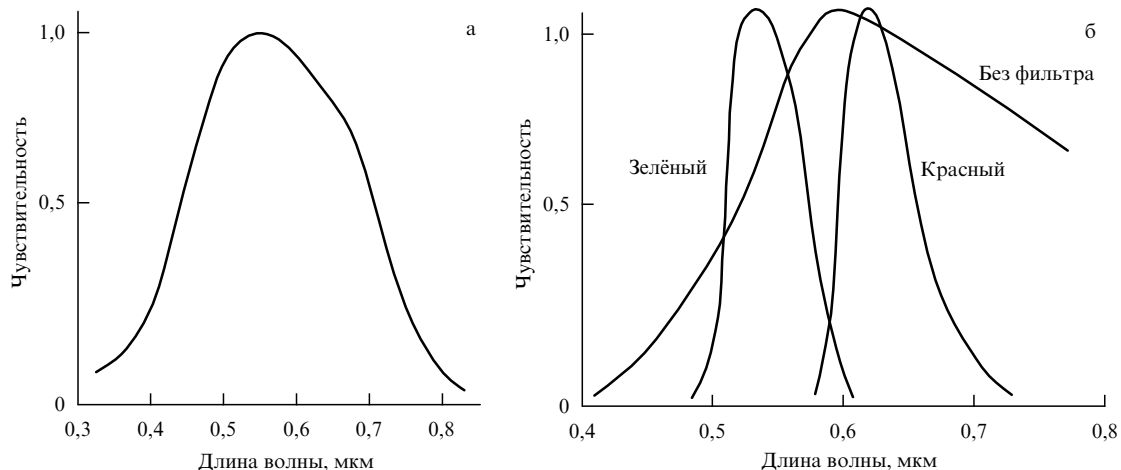 а
Чувствительность
1,0
0,5
0
0,3 0,4 0,5 0,6 0,7 0,8
Длина волны, мкм
б
Чувствительность
1,0
0,5
0
Без фильтра
Зелёный
Красный
0,4 0,5 0,6 0,7 0,8
Длина волны, мкм